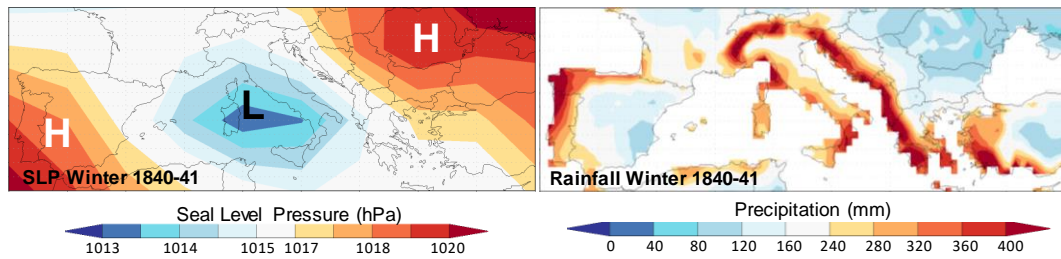 H
L
H
SLP Winter 1840-41
Seal Level Pressure (hPa)
1013 1014 1015 1017 1018 1020
Rainfall Winter 1840-41
Precipitation (mm)
0 40 80 120 160 240 280 320 360 400